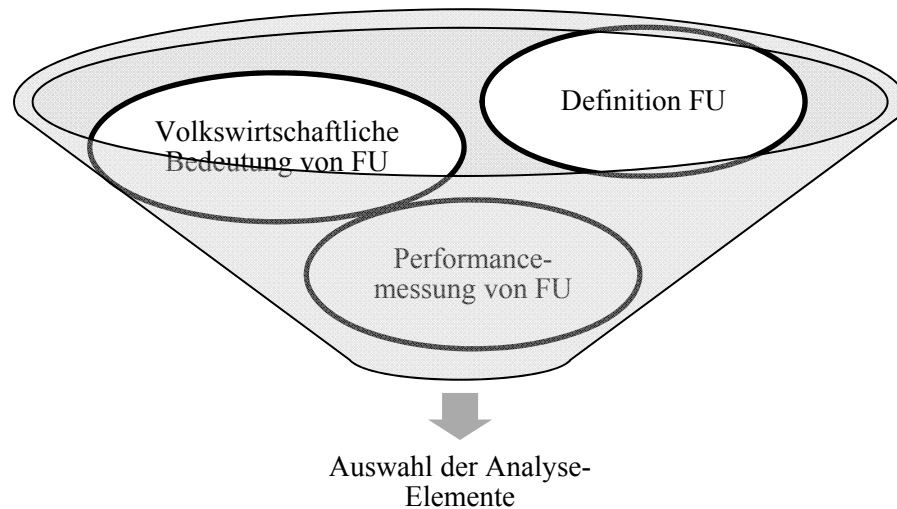 Definition FU
Volkswirtschaftliche
Bedeutung von FU
Performance-
messung von FU
Auswahl der Analyse-
Elemente